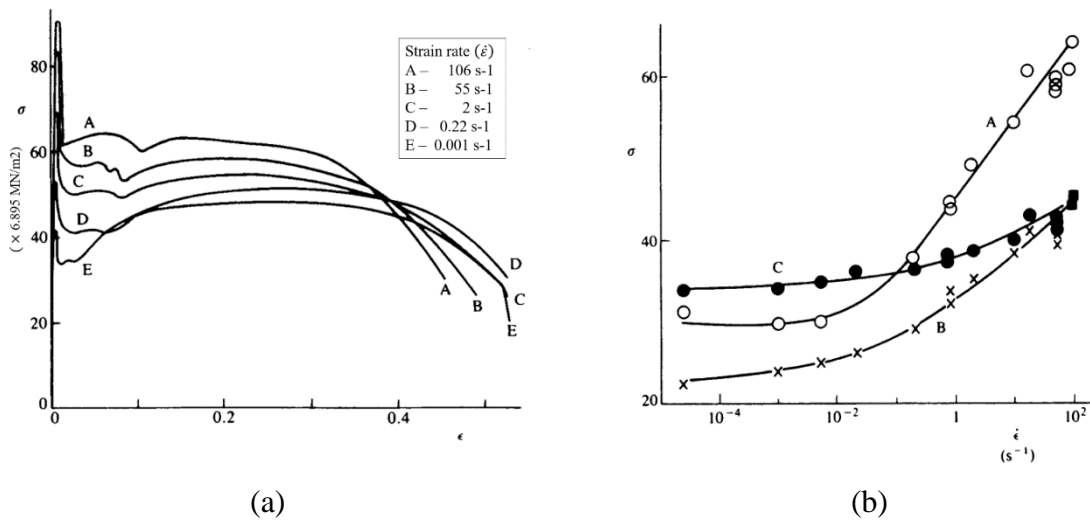 80
σ
60
( × 6.895 MN/m2)
40
20
0
0
0.2
0.4
ϵ
A
B
C
D
E
Strain rate (ε̇)
A – 106 s-1
B – 55 s-1
C – 2 s-1
D – 0.22 s-1
E – 0.001 s-1
D
A
B
C
E
(a)
60
σ
40
20
A
C
B
10⁻⁴
10⁻²
1
10²
ϵ̇
(s⁻¹)
(b)